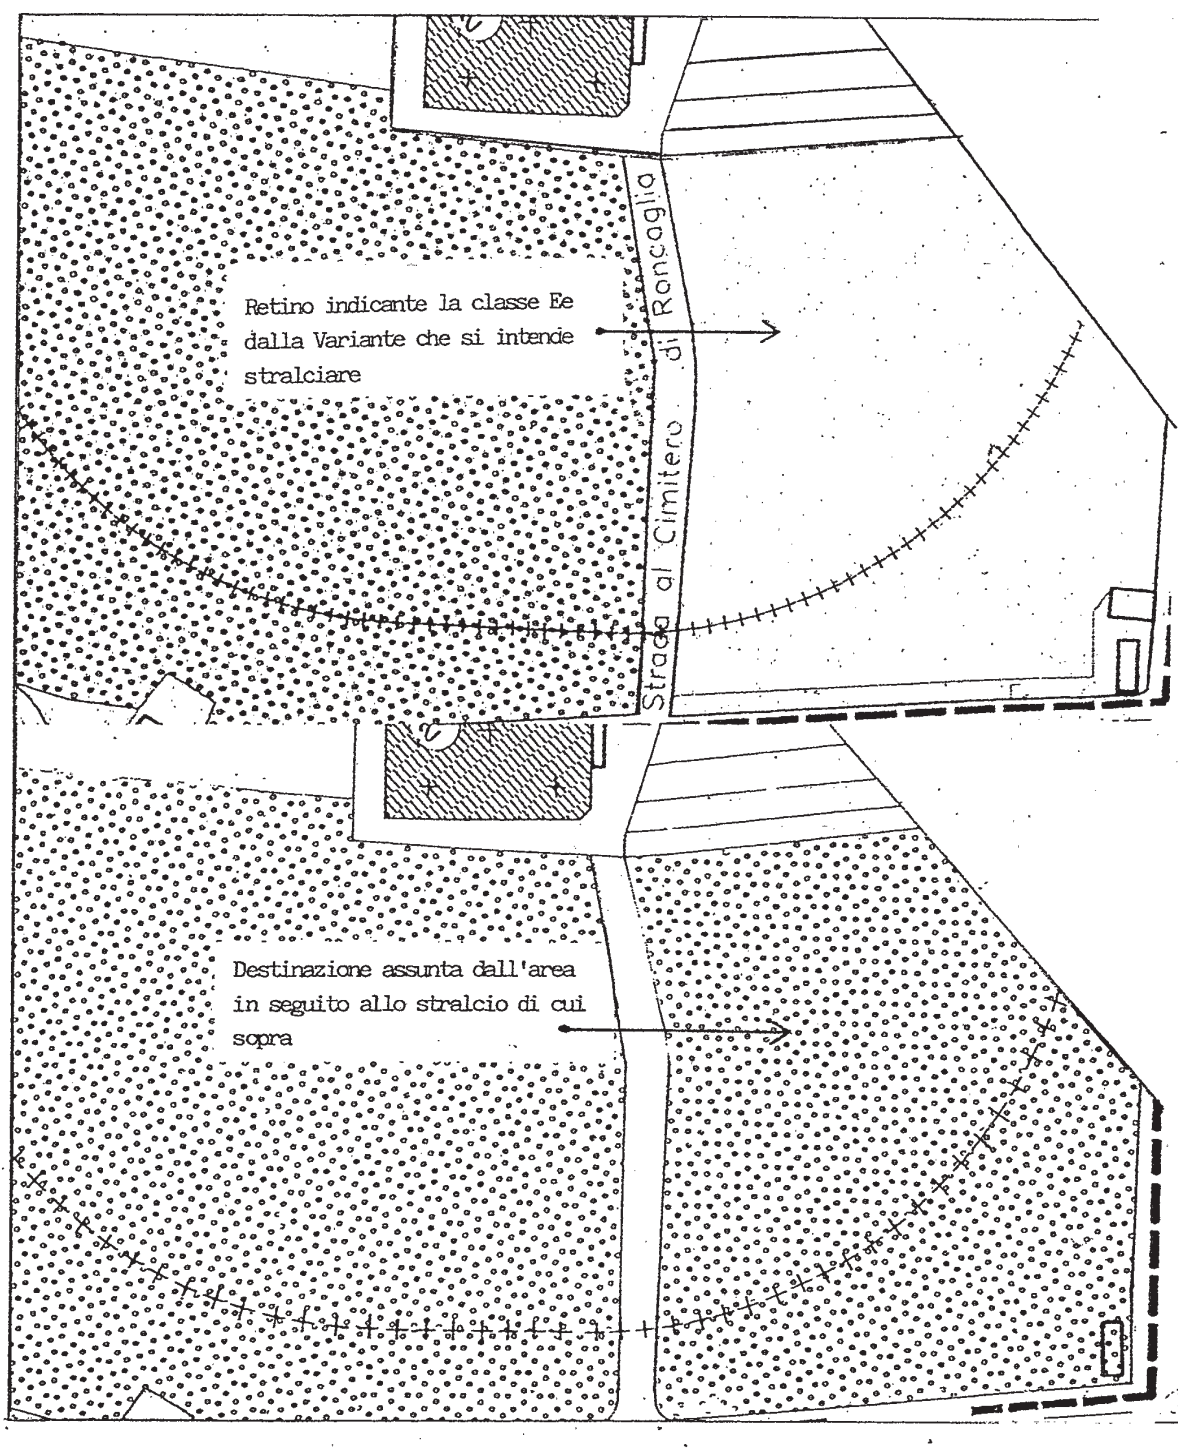 Retino indicante la classe Ee
dalla Variante che si intende
stralciare
Strada al Cimitero di Roncaglia
Destinazione assunta dall'area
in seguito allo stralcio di cui
sopra